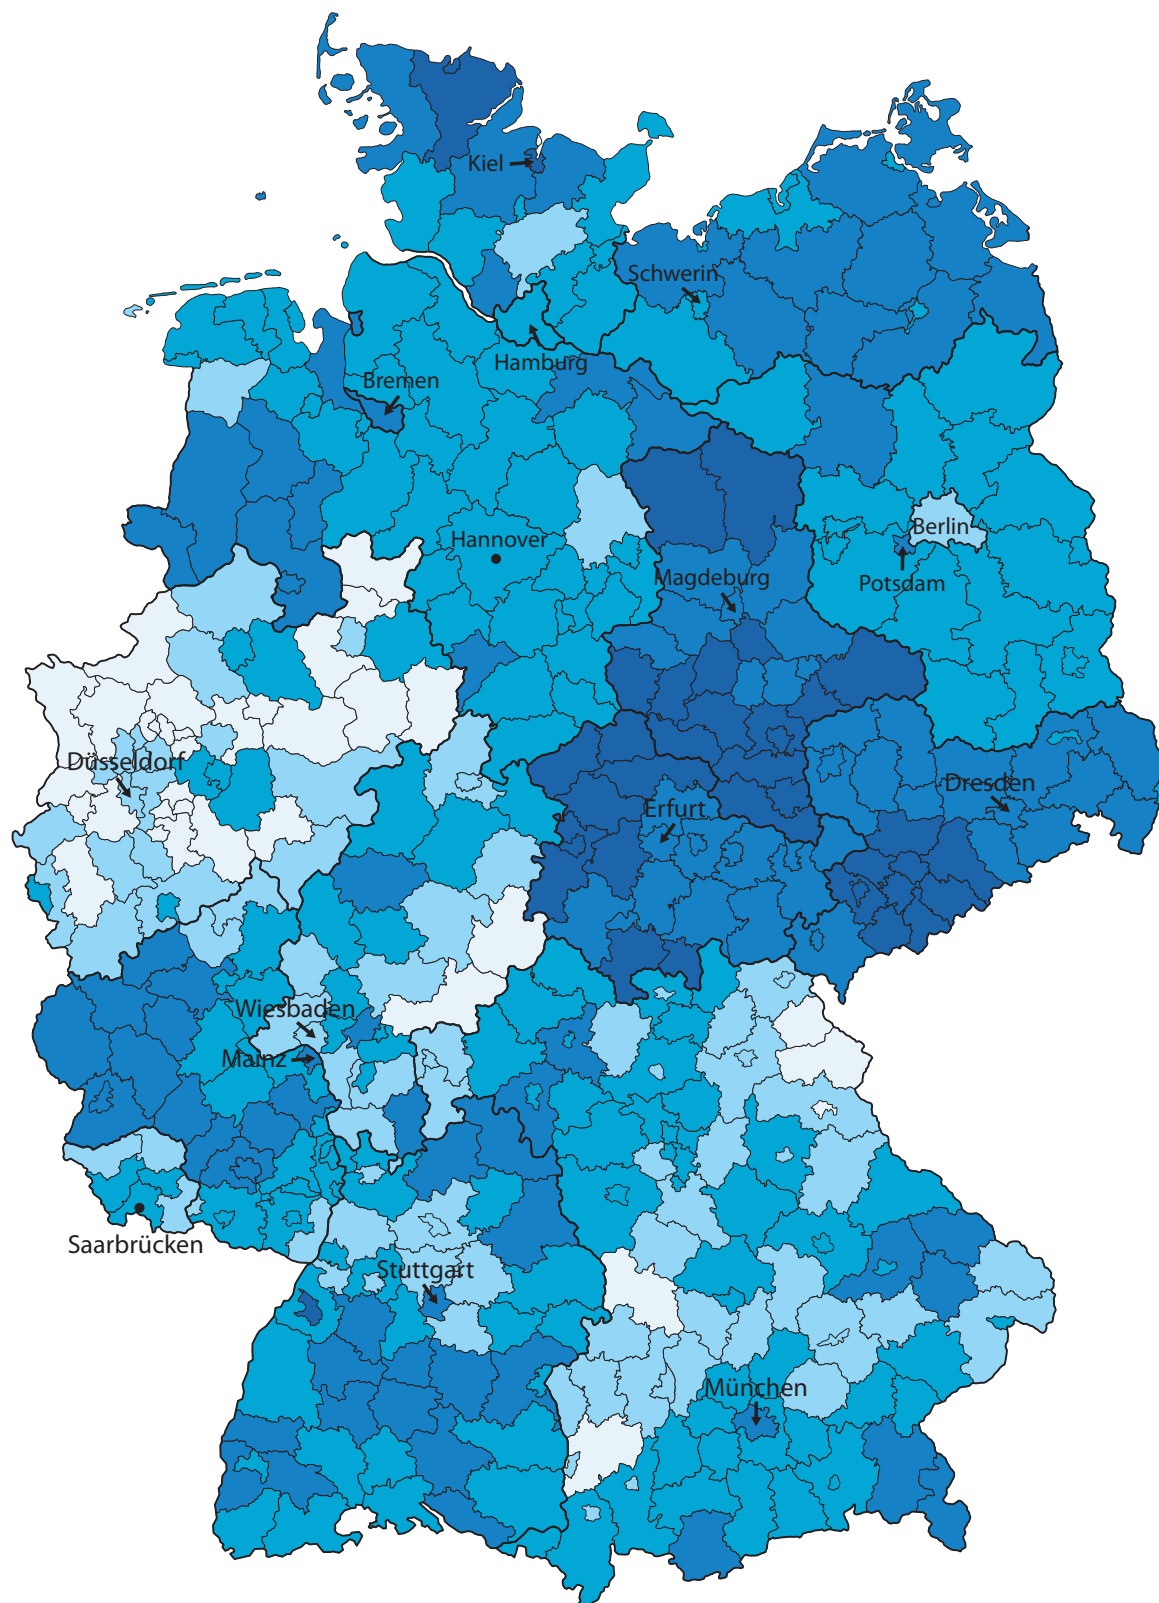 Kiel
Schwerin
Hamburg
Bremen
Berlin
Hannover
Magdeburg
Potsdam
Düsseldorf
Dresden
Erfurt
Wiesbaden
Mainz
Saarbrücken
Stuttgart
München